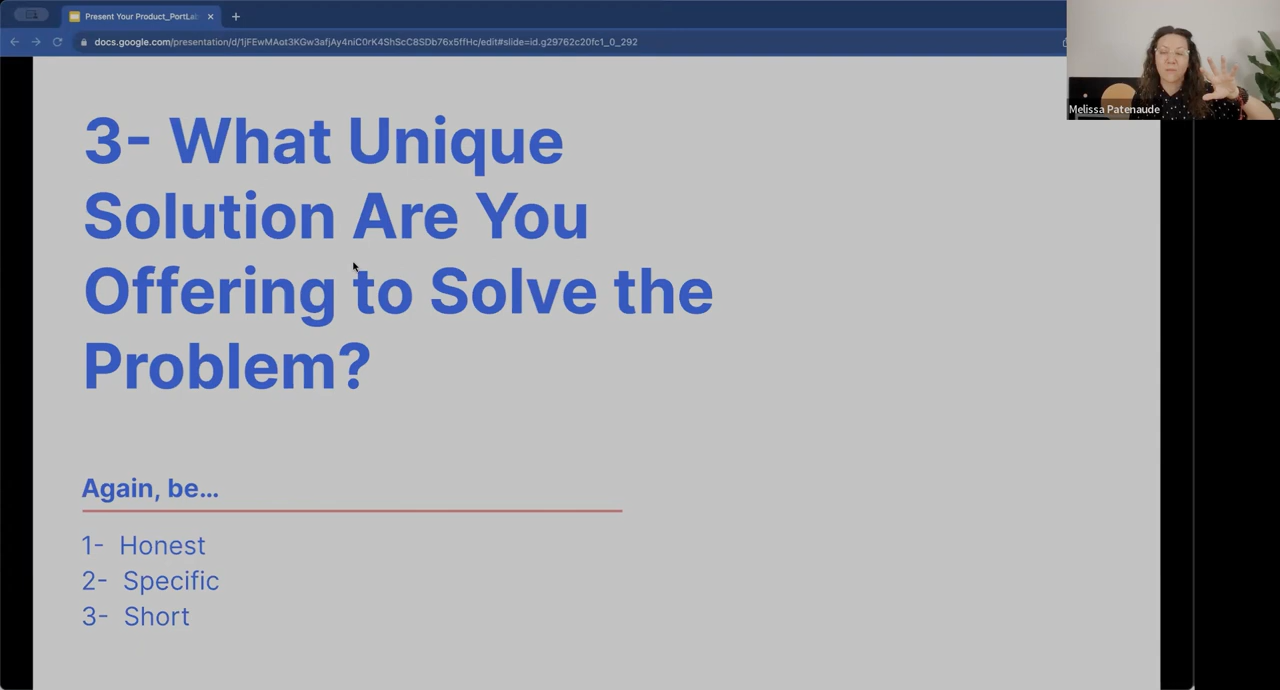 Present Your Product_PortLab
docs.google.com/presentation/d/1jFEwMAot3KGw3afjAy4niC0rK4ShScC8SDb76x5ffHc/edit#slide=id.g29762c20fc1_0_292
Melissa Patenaude
3- What Unique
Solution Are You
Offering to Solve the
Problem?
Again, be...
1- Honest
2- Specific
3- Short